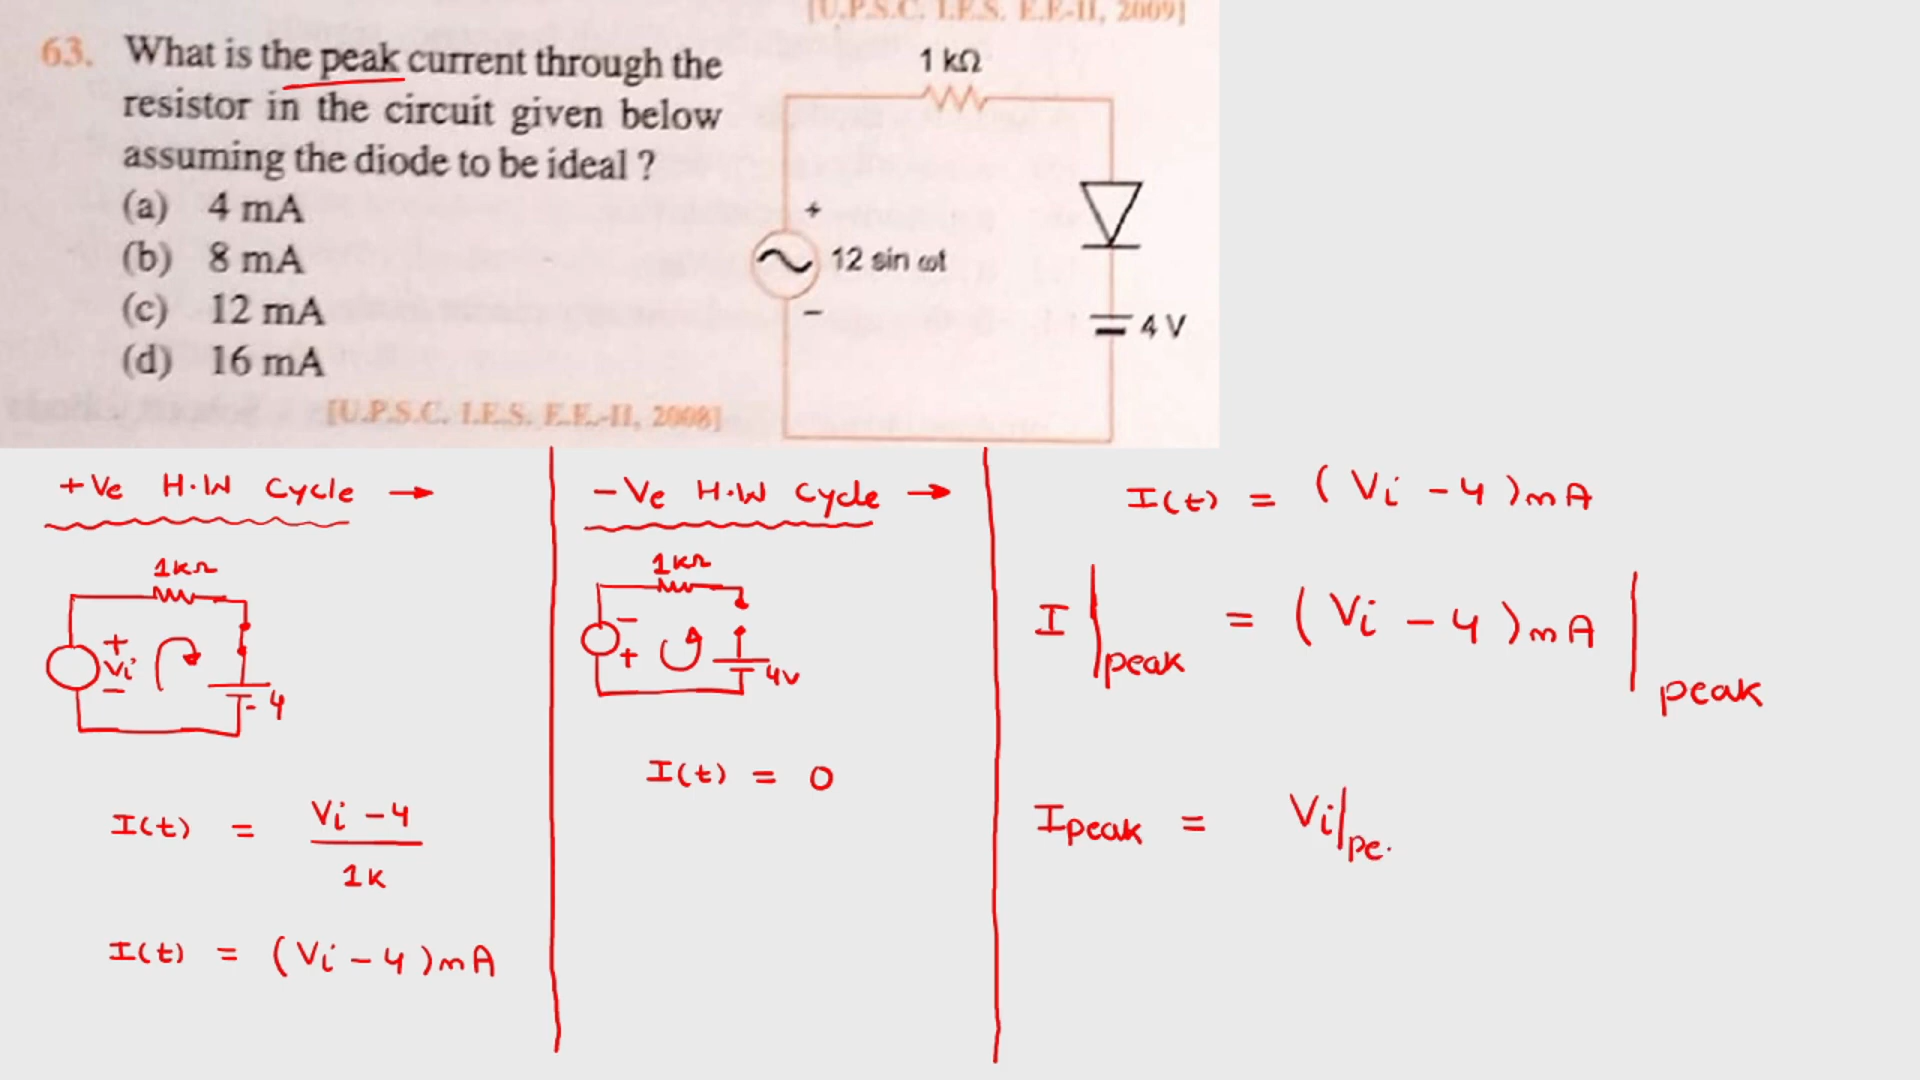 [U.P.S.C. I.E.S. E.E-II, 2009]
63. What is the peak current through the
resistor in the circuit given below
assuming the diode to be ideal ?
(a) 4 mA
(b) 8 mA
(c) 12 mA
(d) 16 mA
[U.P.S.C. I.E.S. E.E.-II, 2008]
1 kΩ
+
12 sin ωt
−
4 V
+Ve H.W Cycle →
1kΩ
+
Vi
−
- 4
I(t) = Vi - 4
1k
I(t) = (Vi - 4)mA
-Ve H.W Cycle →
1kΩ
−
+
4v
I(t) = 0
I(t) = (Vi - 4)mA
I|peak = (Vi - 4)mA|peak
Ipeak = Vi|pe.